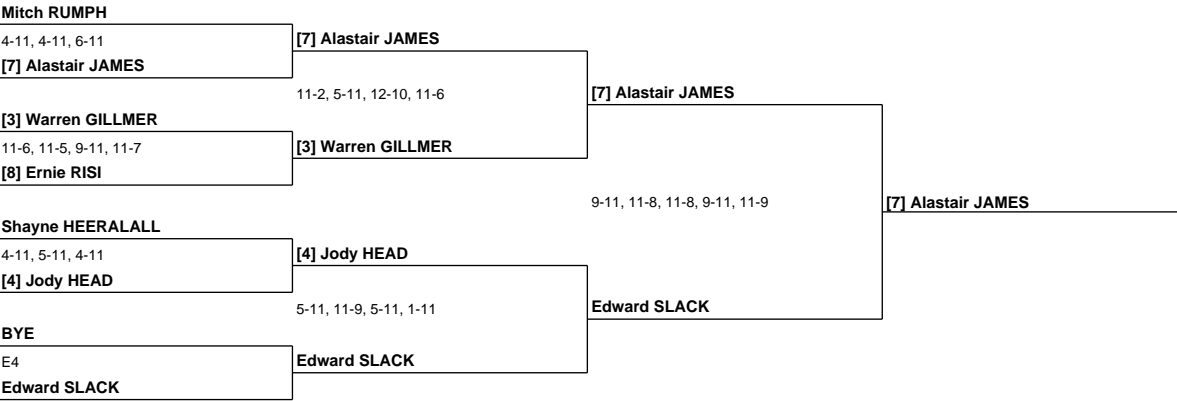 Mitch RUMPH
4-11, 4-11, 6-11
[7] Alastair JAMES
[7] Alastair JAMES
11-2, 5-11, 12-10, 11-6
[7] Alastair JAMES
[3] Warren GILLMER
11-6, 11-5, 9-11, 11-7
[3] Warren GILLMER
[8] Ernie RISI
9-11, 11-8, 11-8, 9-11, 11-9
[7] Alastair JAMES
Shayne HEERALALL
4-11, 5-11, 4-11
[4] Jody HEAD
[4] Jody HEAD
5-11, 11-9, 5-11, 1-11
Edward SLACK
BYE
E4
Edward SLACK
Edward SLACK